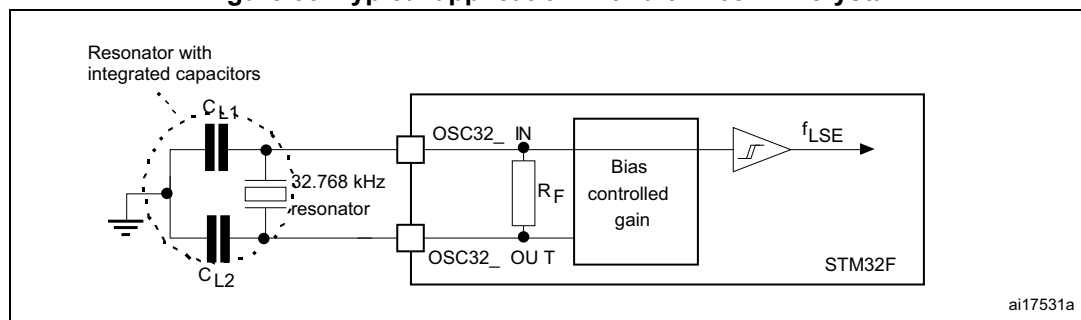 Resonator with
integrated capacitors
CL1
32.768 kHz
resonator
CL2
OSC32_ IN
RF
OSC32_ OU T
Bias
controlled
gain
fLSE
STM32F
ai17531a